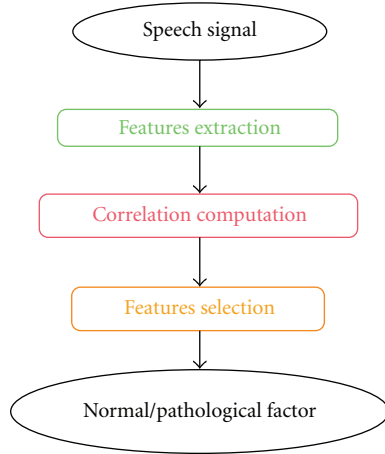 Speech signal
Features extraction
Correlation computation
Features selection
Normal/pathological factor